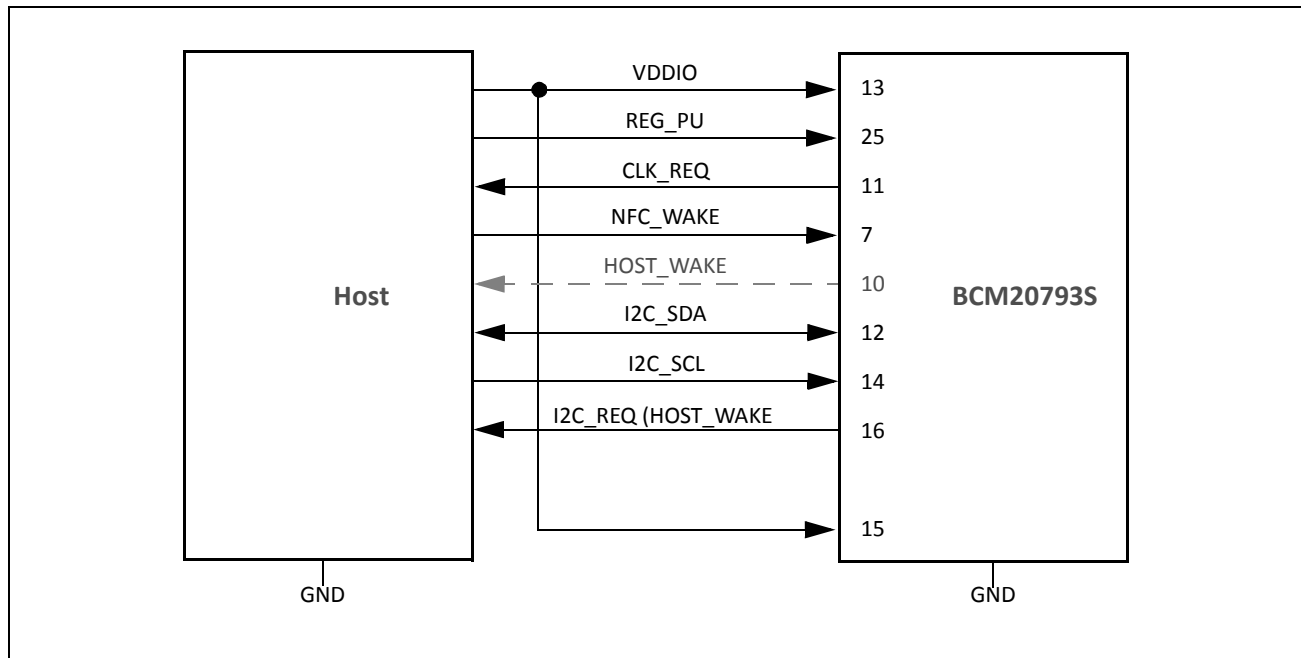 VDDIO 13
REG_PU 25
CLK_REQ 11
NFC_WAKE 7
HOST_WAKE 10
Host BCM20793S
I2C_SDA 12
I2C_SCL 14
I2C_REQ (HOST_WAKE 16
15
GND GND